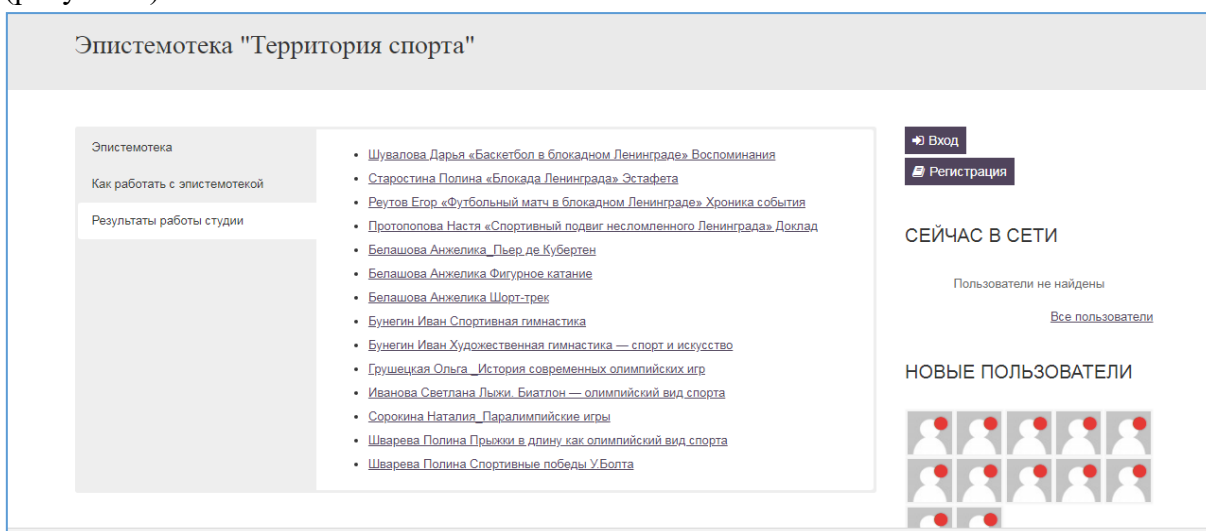 Эпистемотека "Территория спорта"
Эпистемотека
Как работать с эпистемотекой
Результаты работы студии
Шувалова Дарья «Баскетбол в блокадном Ленинграде» Воспоминания
Старостина Полина «Блокада Ленинграда» Эстафета
Реутов Егор «Футбольный матч в блокадном Ленинграде» Хроника события
Протопопова Настя «Спортивный подвиг несломленного Ленинграда» Доклад
Белашова Анжелика_Пьер де Кубертен
Белашова Анжелика Фигурное катание
Белашова Анжелика Шорт-трек
Бунегин Иван Спортивная гимнастика
Бунегин Иван Художественная гимнастика — спорт и искусство
Грушецкая Ольга _История современных олимпийских игр
Иванова Светлана Лыжи. Биатлон — олимпийский вид спорта
Сорокина Наталия_Паралимпийские игры
Шварева Полина Прыжки в длину как олимпийский вид спорта
Шварева Полина Спортивные победы У.Болта
Вход
Регистрация
СЕЙЧАС В СЕТИ
Пользователи не найдены
Все пользователи
НОВЫЕ ПОЛЬЗОВАТЕЛИ